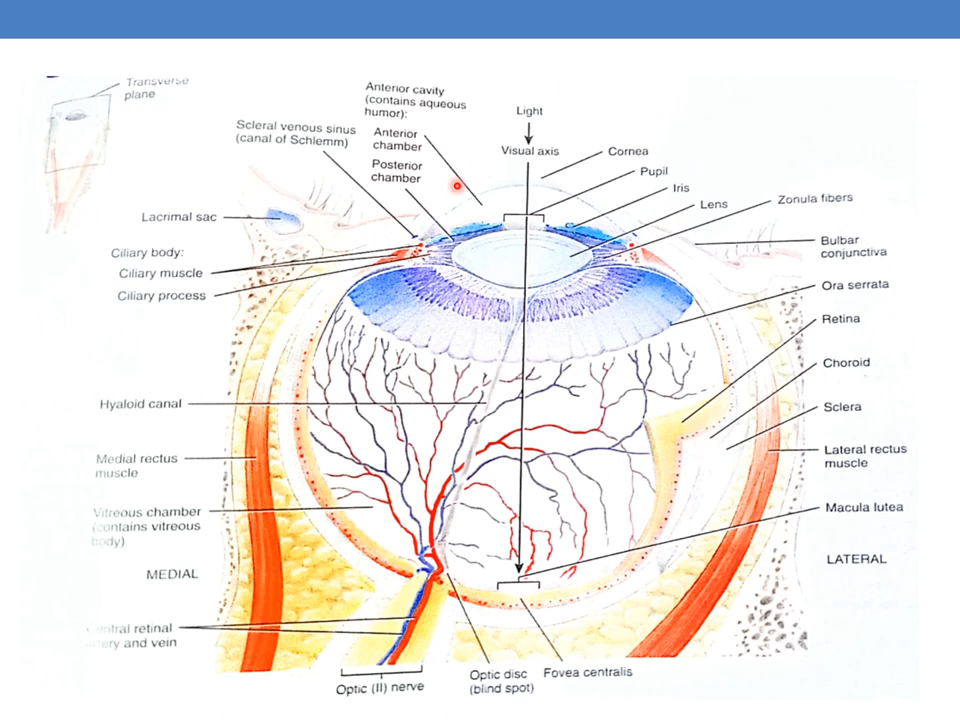 Transverse
plane
Anterior cavity
(contains aqueous
humor):
Light
Scleral venous sinus
(canal of Schlemm)
Anterior
chamber
Visual axis
Cornea
Posterior
chamber
Pupil
Iris
Lens
Zonula fibers
Lacrimal sac
Bulbar
conjunctiva
Ciliary body:
Ciliary muscle
Ciliary process
Ora serrata
Retina
Choroid
Hyaloid canal
Sclera
Medial rectus
muscle
Lateral rectus
muscle
Vitreous chamber
(contains vitreous
body)
Macula lutea
MEDIAL
LATERAL
retinal
and vein
Optic (II) nerve
Optic disc
(blind spot)
Fovea centralis